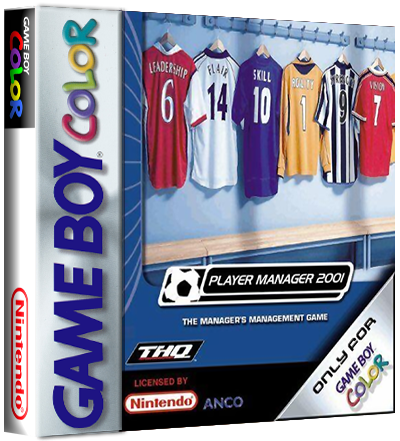 GAME BOY
COLOR
Nintendo
GAME BOY COLOR
LEADERSHIP
6
FLAIR
14
SKILL
10
AGILITY
1
9
VISION
7
PLAYER MANAGER 2001
THE MANAGER'S MANAGEMENT GAME
THQ
LICENSED BY
Nintendo
ANCO
ONLY FOR
GAME BOY
COLOR